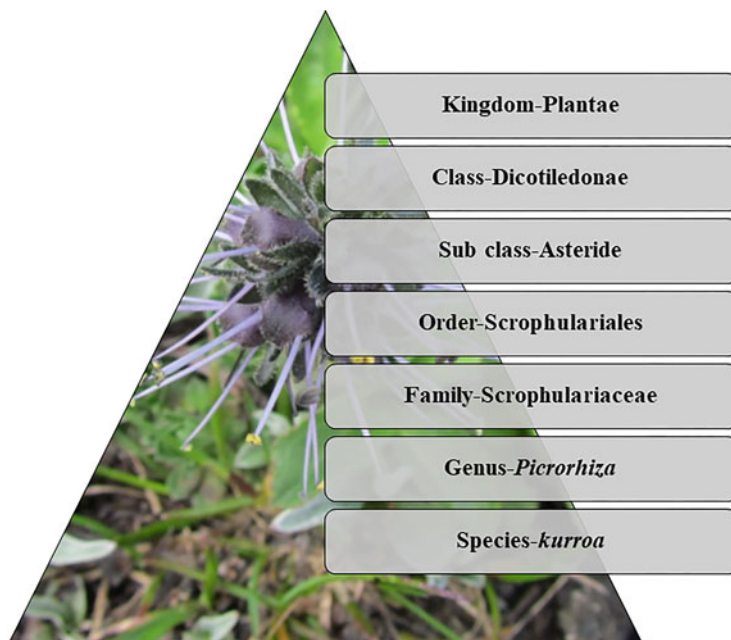 Kingdom-Plantae
Class-Dicotiledonae
Sub class-Asteride
Order-Scrophulariales
Family-Scrophulariaceae
Genus-Picrorhiza
Species-kurroa